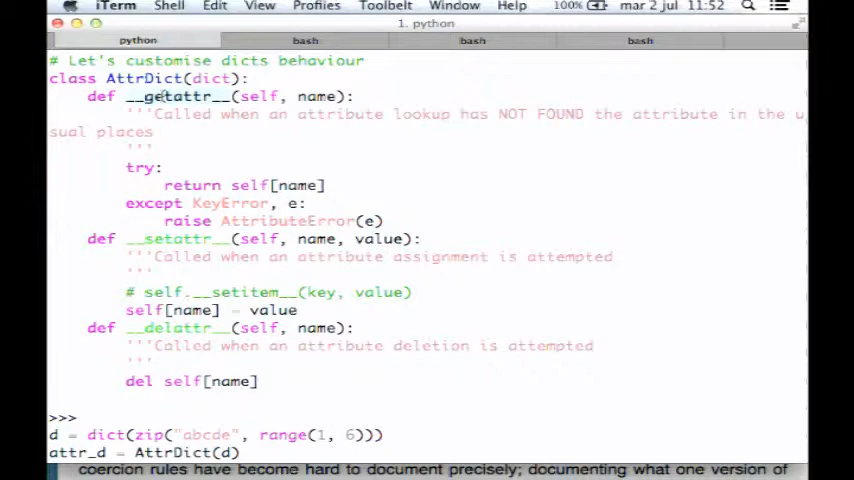 iTerm Shell Edit View Profiles Toolbelt Window Help 100% mar 2 jul 11:52
1. python
python bash bash bash
# Let's customise dicts behaviour
class AttrDict(dict):
    def __getattr__(self, name):
        '''Called when an attribute lookup has NOT FOUND the attribute in the u
sual places
        '''
        try:
            return self[name]
        except KeyError, e:
            raise AttributeError(e)
    def __setattr__(self, name, value):
        '''Called when an attribute assignment is attempted
        '''
        # self.__setitem__(key, value)
        self[name] = value
    def __delattr__(self, name):
        '''Called when an attribute deletion is attempted
        '''
        del self[name]
>>>
d = dict(zip("abcde", range(1, 6)))
attr_d = AttrDict(d)
coercion rules have become hard to document precisely; documenting what one version of